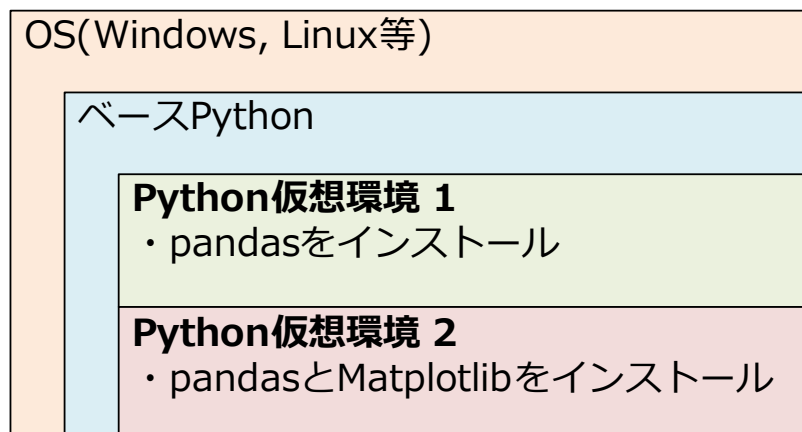 OS(Windows, Linux等)
ベースPython
Python仮想環境 1
・pandasをインストール
Python仮想環境 2
・pandasとMatplotlibをインストール